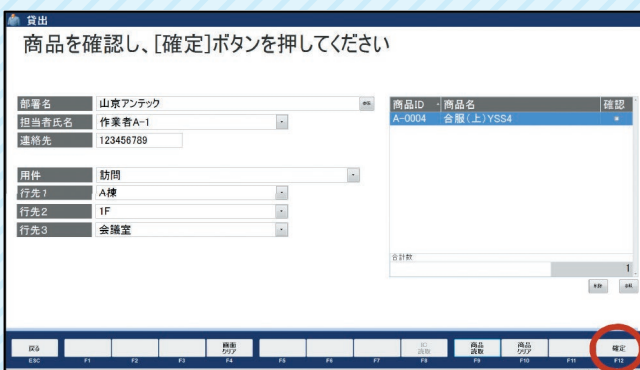 貸出
商品を確認し、[確定]ボタンを押してください
部署名 山京アンテック
担当者氏名 作業者A-1
連絡先 123456789
用件 訪問
行先1 A棟
行先2 1F
行先3 会議室
商品ID 商品名 確認
A-0004 合服(上)YSS4
合計数
1
戻る 画面クリア 商品読取 商品クリア 確定
ESC F1 F2 F3 F4 F5 F6 F7 F8 F9 F10 F11 F12